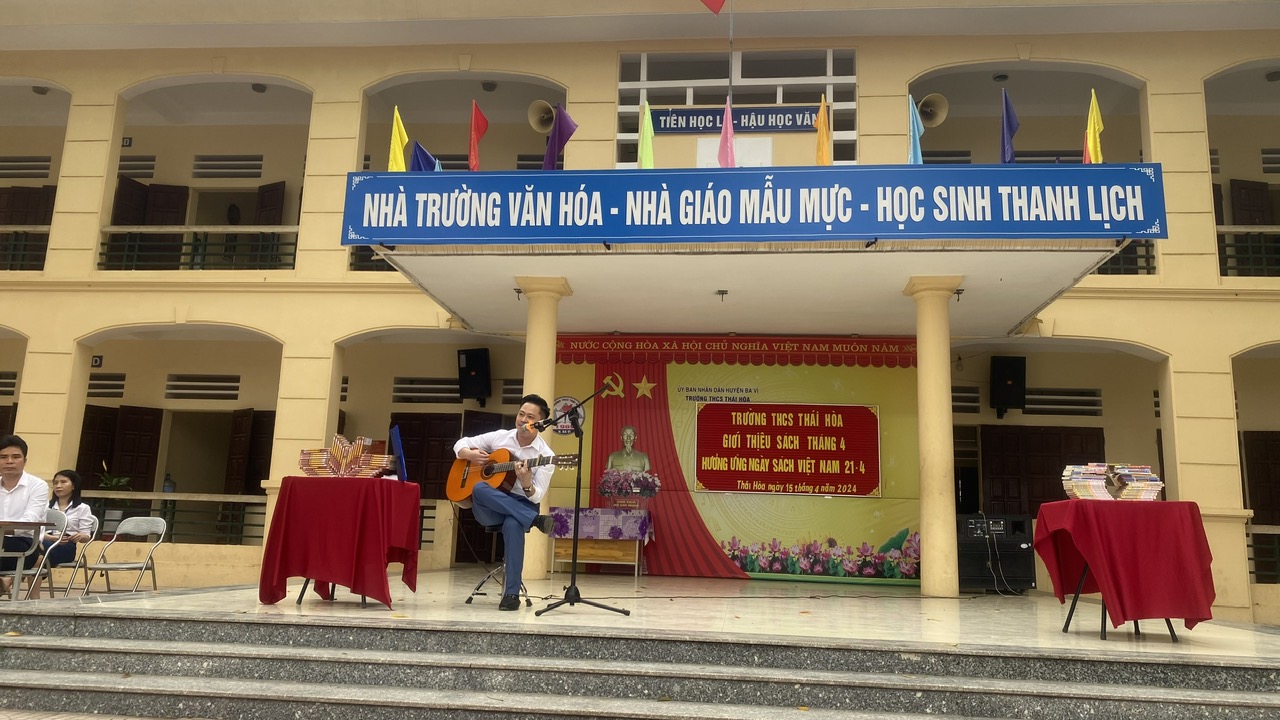 TIÊN HỌC LỄ - HẬU HỌC VĂN
NHÀ TRƯỜNG VĂN HÓA - NHÀ GIÁO MẪU MỰC - HỌC SINH THANH LỊCH
NƯỚC CỘNG HÒA XÃ HỘI CHỦ NGHĨA VIỆT NAM MUÔN NĂM
ỦY BAN NHÂN DÂN HUYỆN BA VÌ
TRƯỜNG THCS THÁI HÒA
TRƯỜNG THCS THÁI HÒA
GIỚI THIỆU SÁCH THÁNG 4
HƯỞNG ỨNG NGÀY SÁCH VIỆT NAM 21-4
Thái Hòa ngày 15 tháng 4 năm 2024